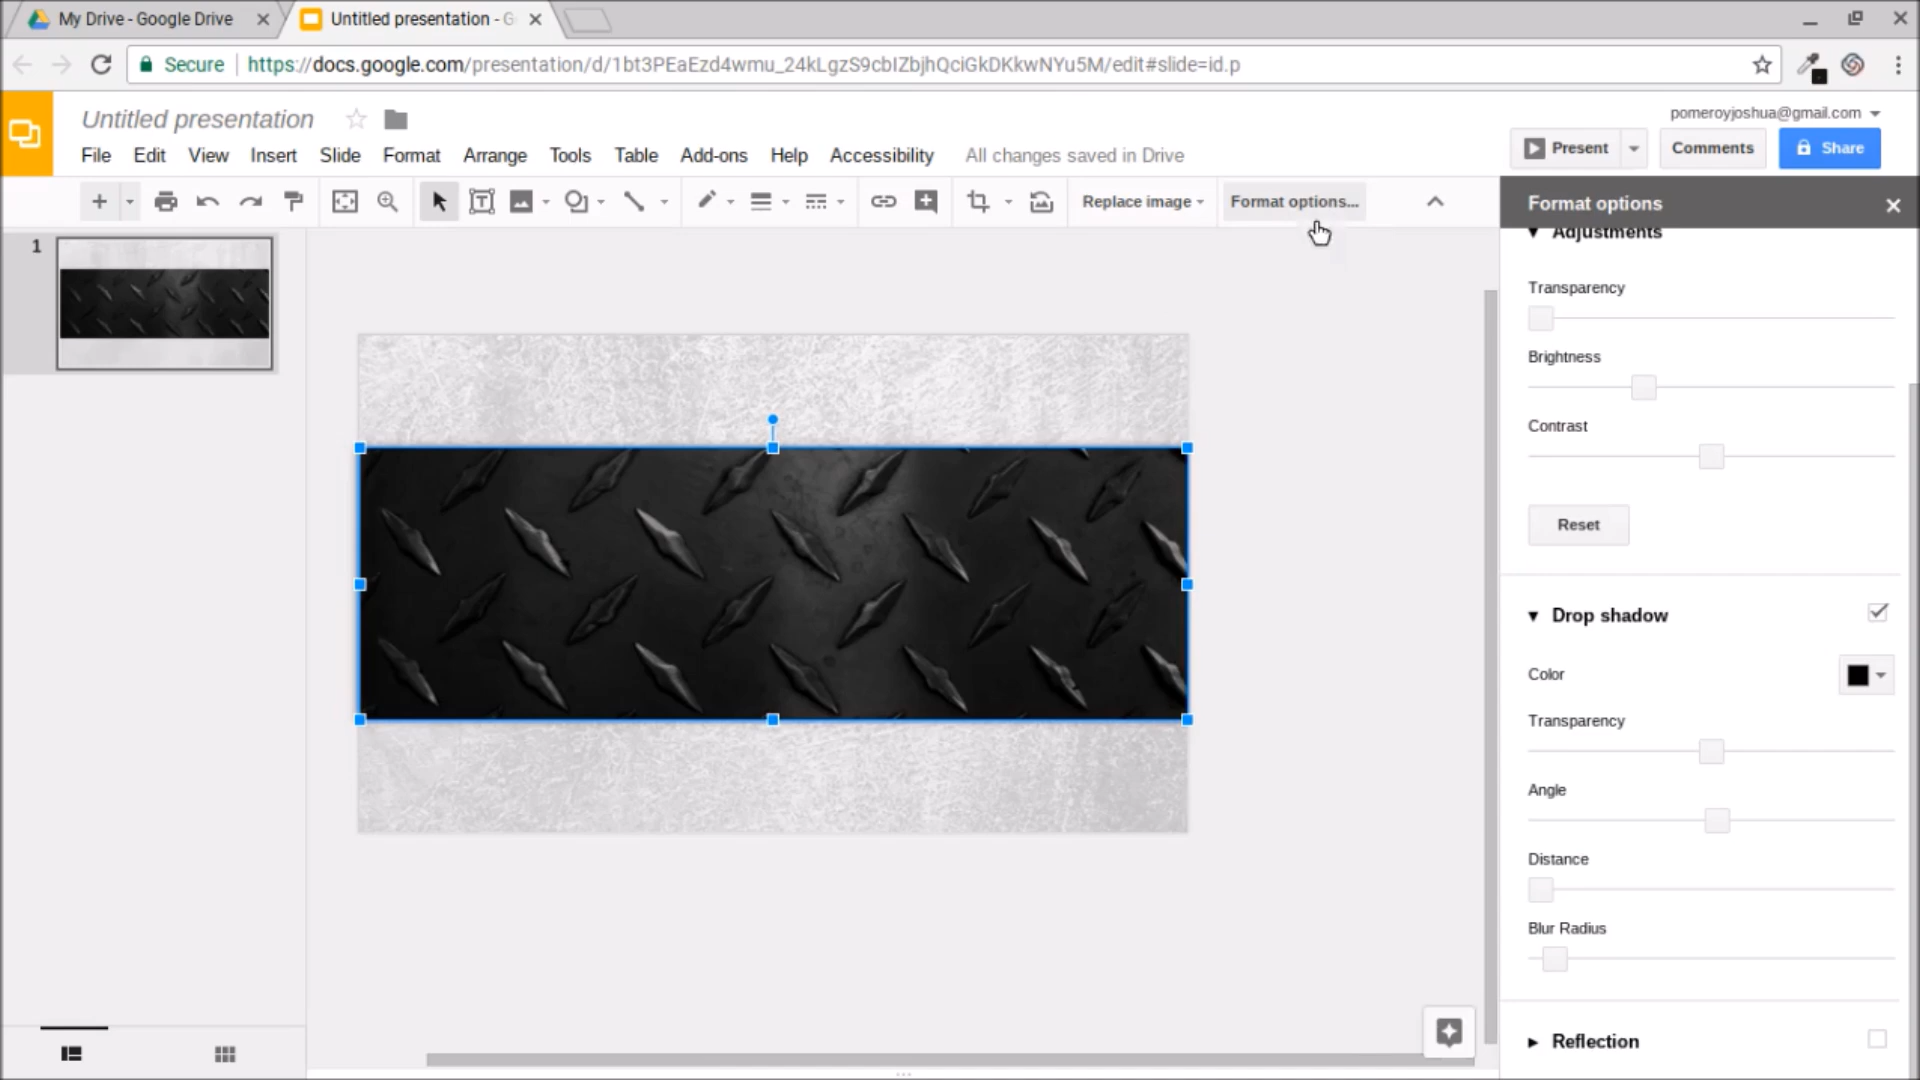 My Drive - Google Drive
Untitled presentation - G
Secure
https://docs.google.com/presentation/d/1bt3PEaEzd4wmu_24kLgzS9cbIZbjhQciGkDKkwNYu5M/edit#slide=id.p
Untitled presentation
pomeroyjoshua@gmail.com
File Edit View Insert Slide Format Arrange Tools Table Add-ons Help Accessibility All changes saved in Drive
Present
Comments
Share
Replace image
Format options...
Format options
1
Adjustments
Transparency
Brightness
Contrast
Reset
Drop shadow
Color
Transparency
Angle
Distance
Blur Radius
Reflection